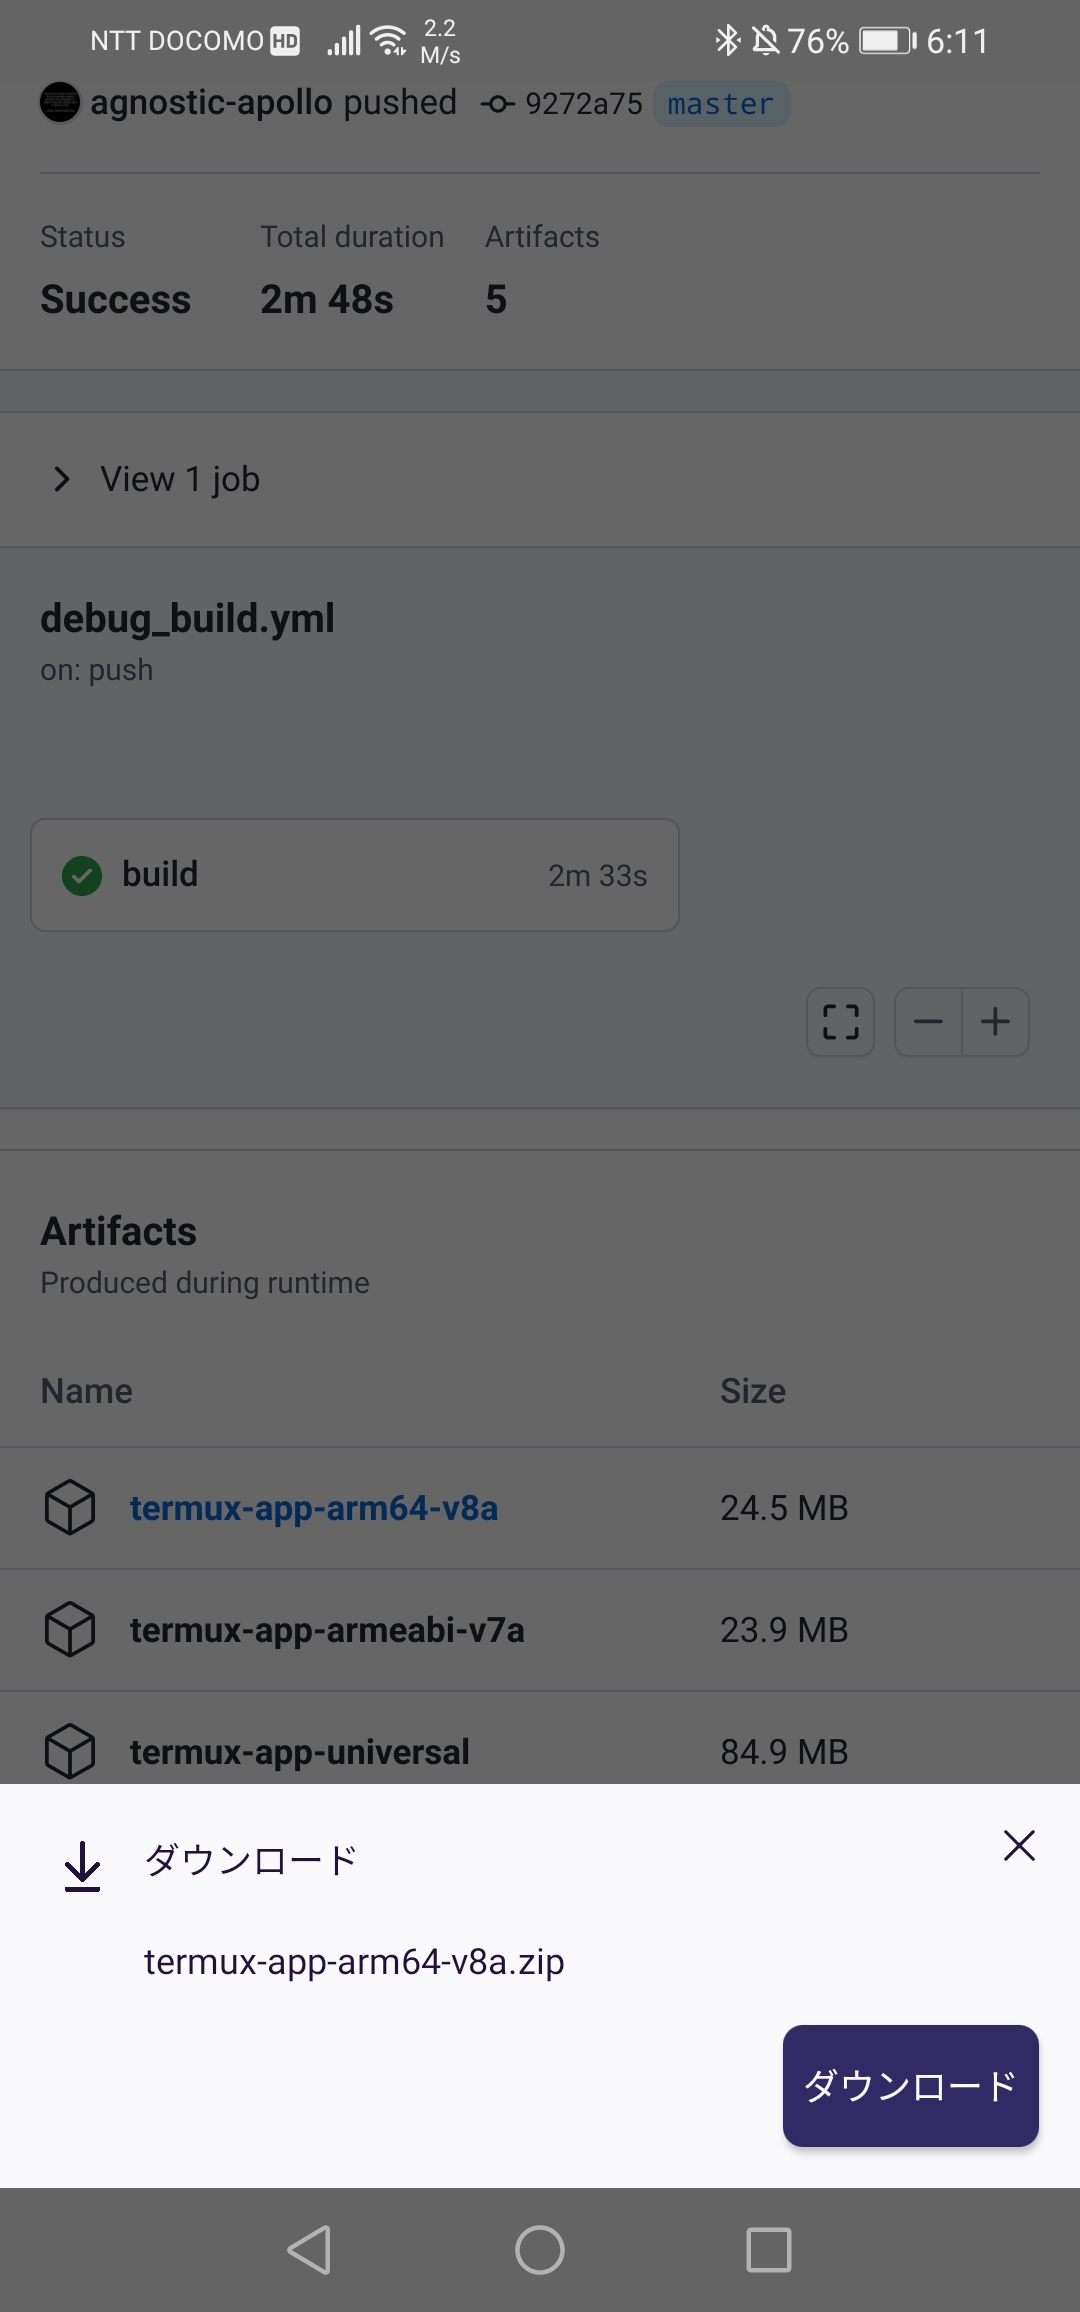 NTT DOCOMO HD 2.2 M/s 76% 6:11
agnostic-apollo pushed 9272a75 master
Status Total duration Artifacts
Success 2m 48s 5
View 1 job
debug_build.yml
on: push
build 2m 33s
Artifacts
Produced during runtime
Name Size
termux-app-arm64-v8a 24.5 MB
termux-app-armeabi-v7a 23.9 MB
termux-app-universal 84.9 MB
ダウンロード
termux-app-arm64-v8a.zip
ダウンロード